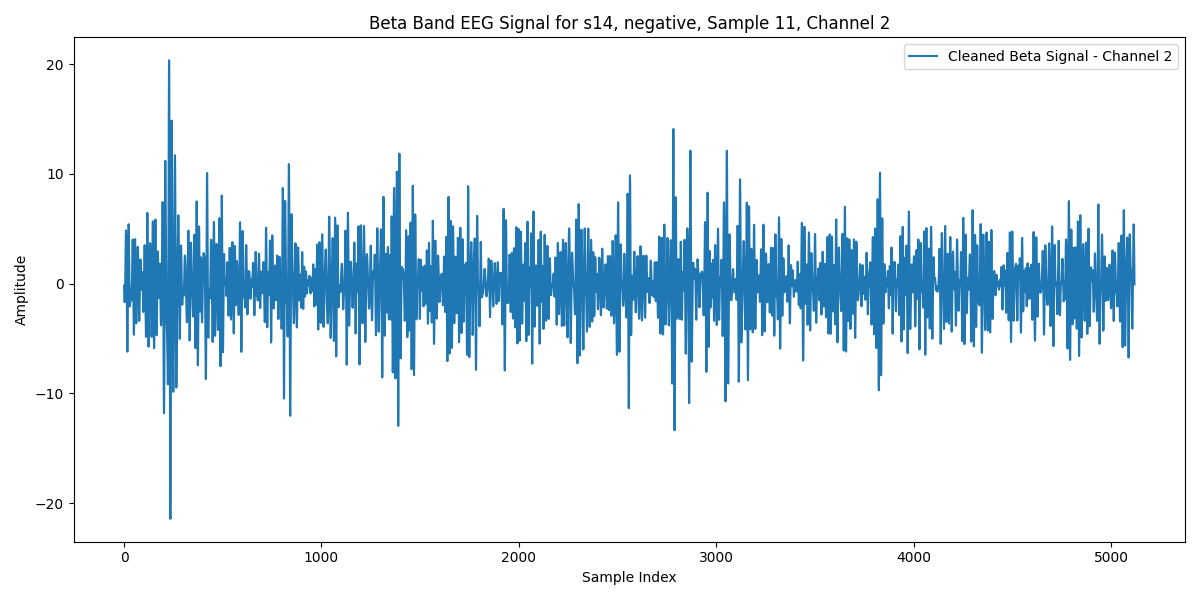 Beta Band EEG Signal for s14, negative, Sample 11, Channel 2
Cleaned Beta Signal - Channel 2
Amplitude
20
10
0
−10
−20
0 1000 2000 3000 4000 5000
Sample Index